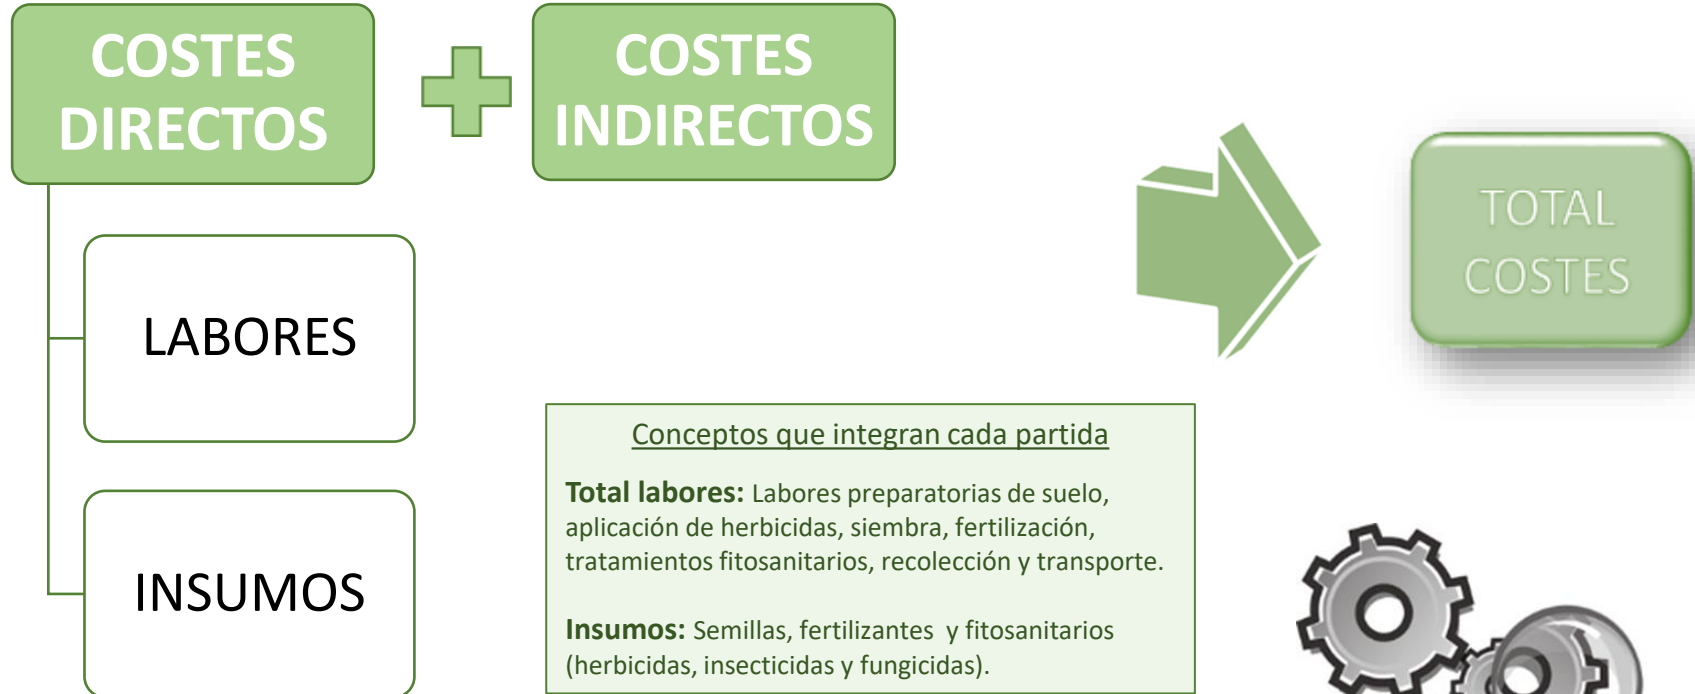 COSTES
DIRECTOS
COSTES
INDIRECTOS
TOTAL
COSTES
LABORES
INSUMOS
Conceptos que integran cada partida
Total labores: Labores preparatorias de suelo,
aplicación de herbicidas, siembra, fertilización,
tratamientos fitosanitarios, recolección y transporte.
Insumos: Semillas, fertilizantes y fitosanitarios
(herbicidas, insecticidas y fungicidas).